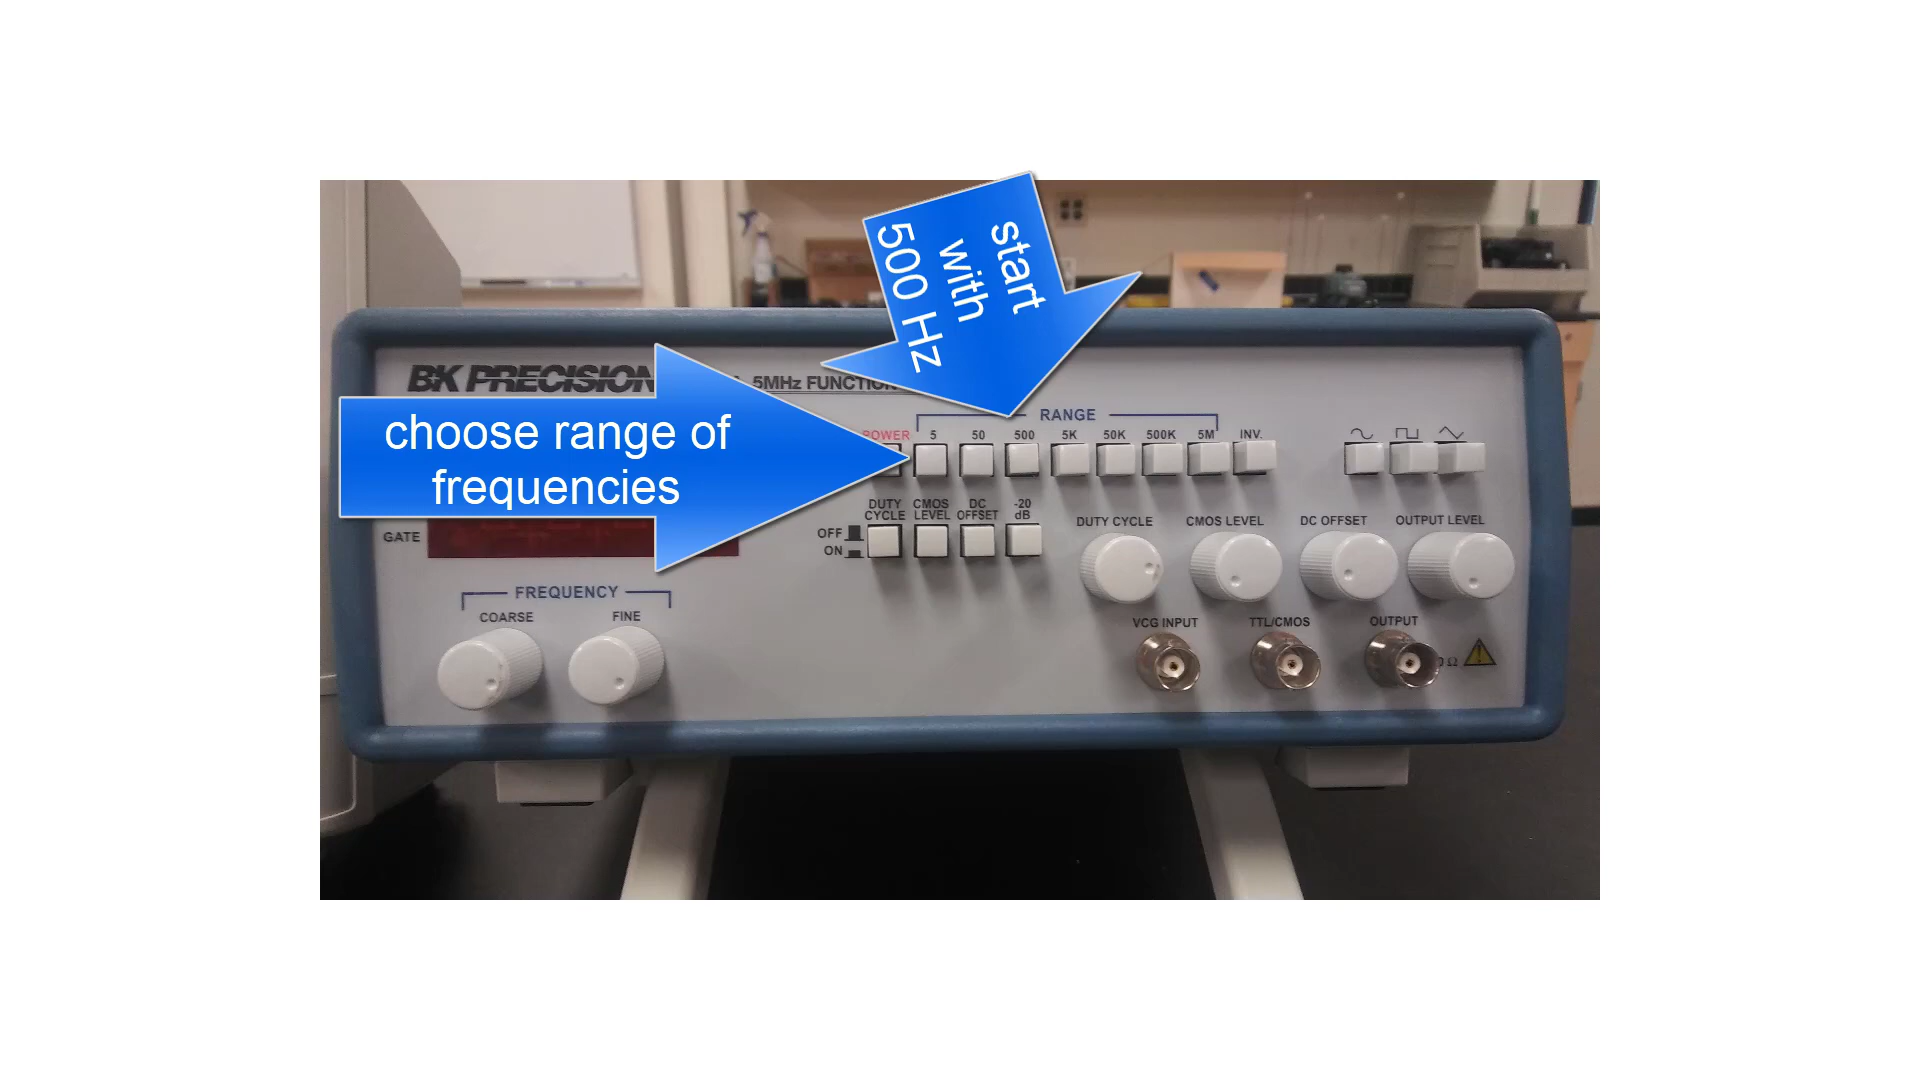 start
with
500 Hz
BK PRECISION
5MHz FUNCTION
choose range of
frequencies
RANGE
POWER 5 50 500 5K 50K 500K 5M INV.
DUTY CYCLE
CMOS LEVEL
DC OFFSET
-20 dB
OFF
ON
GATE
DUTY CYCLE CMOS LEVEL DC OFFSET OUTPUT LEVEL
FREQUENCY
COARSE FINE
VCG INPUT TTL/CMOS OUTPUT
Ω